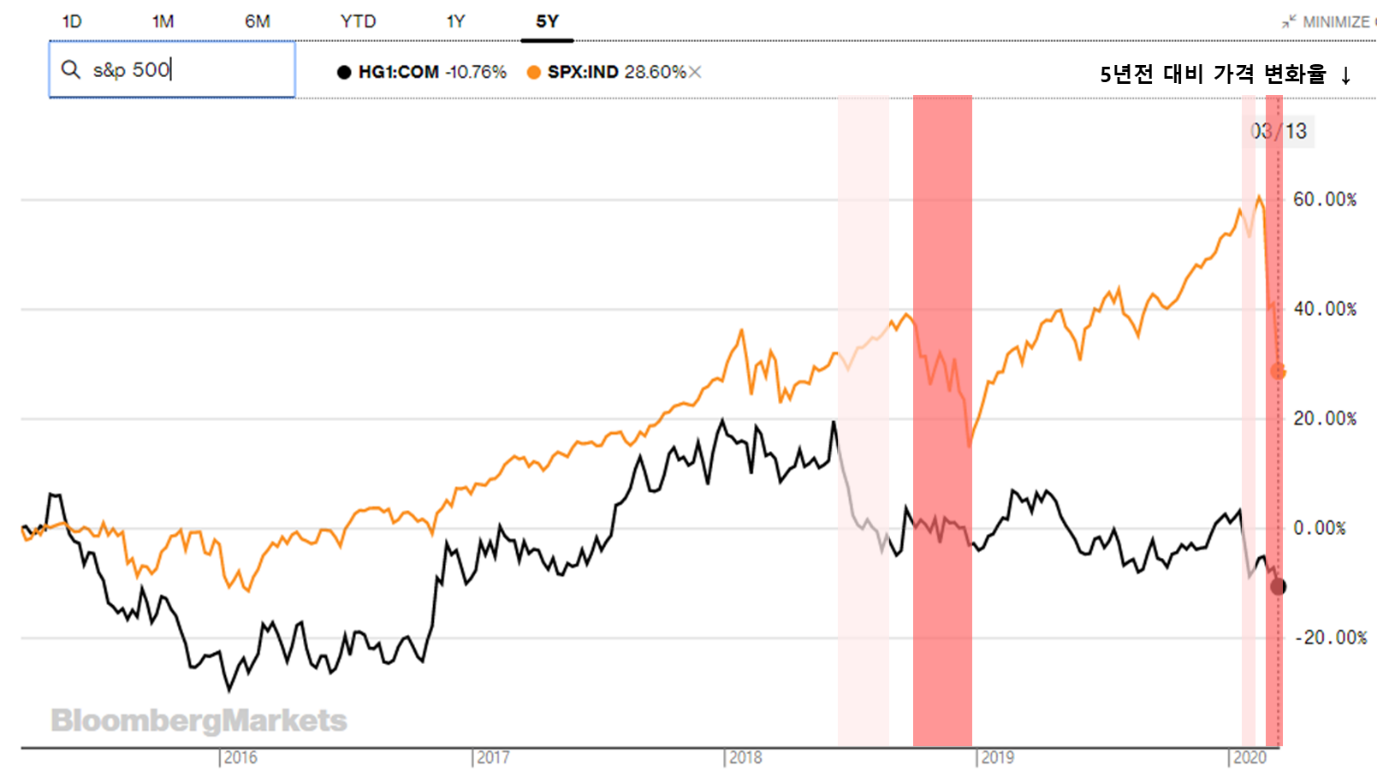 1D 1M 6M YTD 1Y 5Y MINIMIZE
s&p 500 HG1:COM -10.76% SPX:IND 28.60% 5년전 대비 가격 변화율 ↓
03/13
60.00%
40.00%
20.00%
0.00%
-20.00%
BloombergMarkets
2016 2017 2018 2019 2020